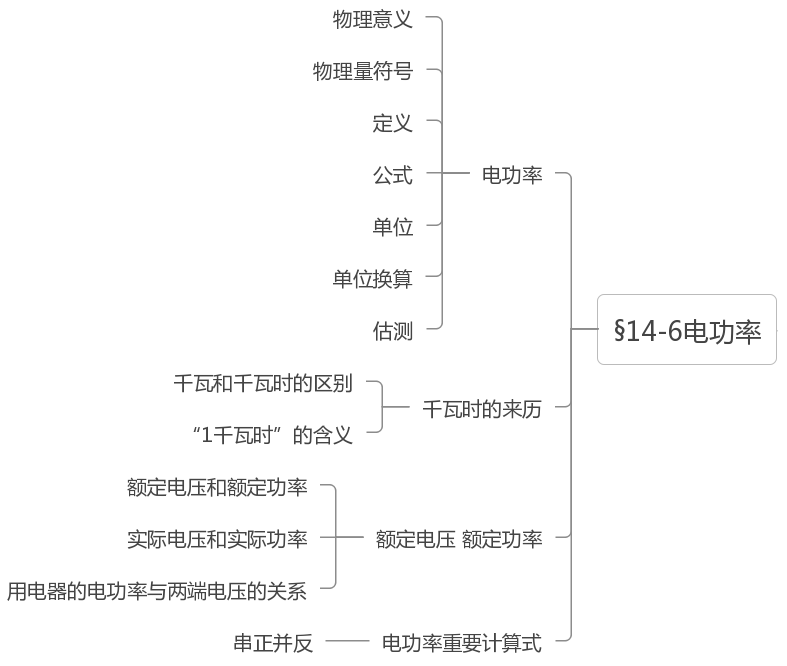 物理意义
物理量符号
定义
公式
电功率
单位
单位换算
估测
§14-6电功率
千瓦和千瓦时的区别
千瓦时的来历
“1千瓦时”的含义
额定电压和额定功率
实际电压和实际功率
额定电压 额定功率
用电器的电功率与两端电压的关系
串正并反
电功率重要计算式